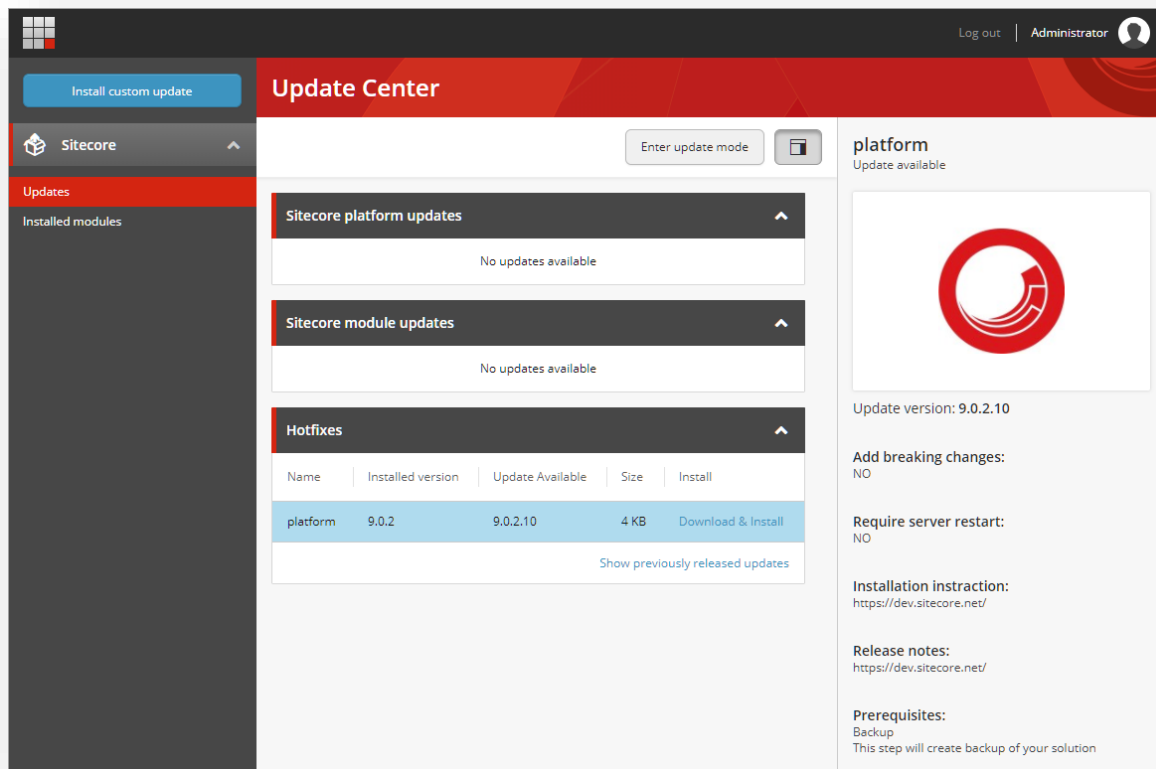 Log out
Administrator
Install custom update
Sitecore
Updates
Installed modules
Update Center
Enter update mode
Sitecore platform updates
No updates available
Sitecore module updates
No updates available
Hotfixes
Name Installed version Update Available Size Install
platform 9.0.2 9.0.2.10 4 KB Download & Install
Show previously released updates
platform
Update available
Update version: 9.0.2.10
Add breaking changes:
NO
Require server restart:
NO
Installation instraction:
https://dev.sitecore.net/
Release notes:
https://dev.sitecore.net/
Prerequisites:
Backup
This step will create backup of your solution